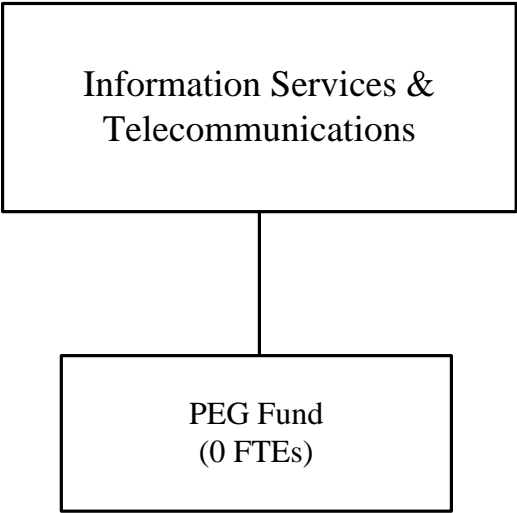 Information Services &
Telecommunications
PEG Fund
(0 FTEs)